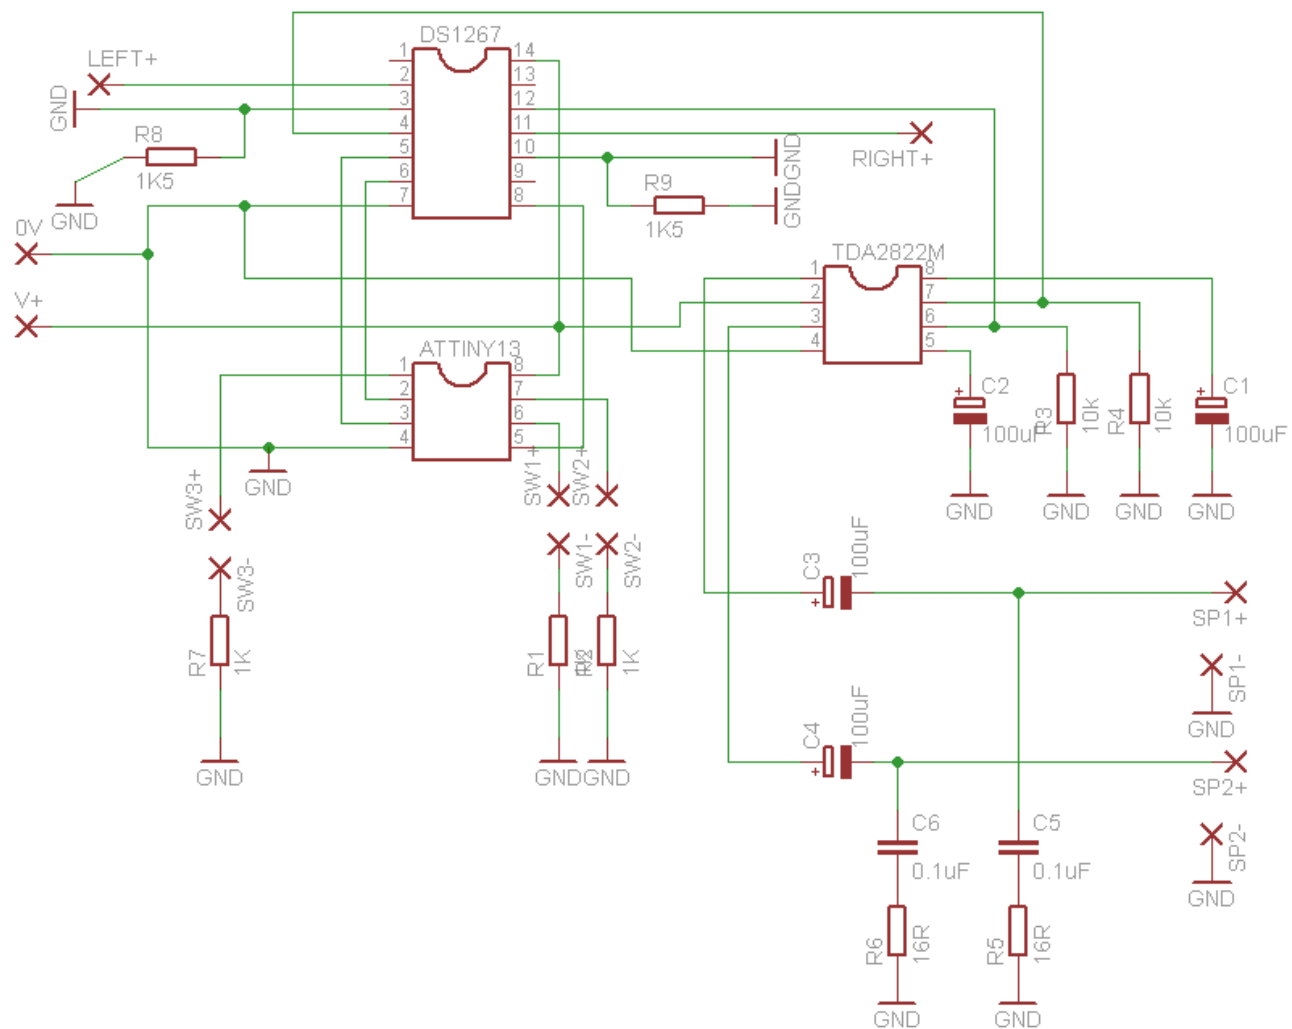 DS1267
LEFT+
1
14
2
13
GND
3
12
4
11
R8
5
10
GND
RIGHT+
6
9
R9
1K5
7
8
GND
GND
1K5
0V
TDA2822M
1
8
V+
2
7
3
6
ATTINY13
4
5
1
8
C2
C1
2
7
R3
10k
R4
10k
3
6
100uF
100uF
4
5
SW1+
SW2+
GND
SW3+
GND
GND
GND
GND
SW3-
SW1-
SW2-
C3
100uF
SP1+
R7
1K
R1
1K
SP1-
GND
C4
100uF
GND
GND
GND
SP2+
C6
C5
SP2-
0.1uF
0.1uF
GND
R6
16R
R5
16R
GND
GND